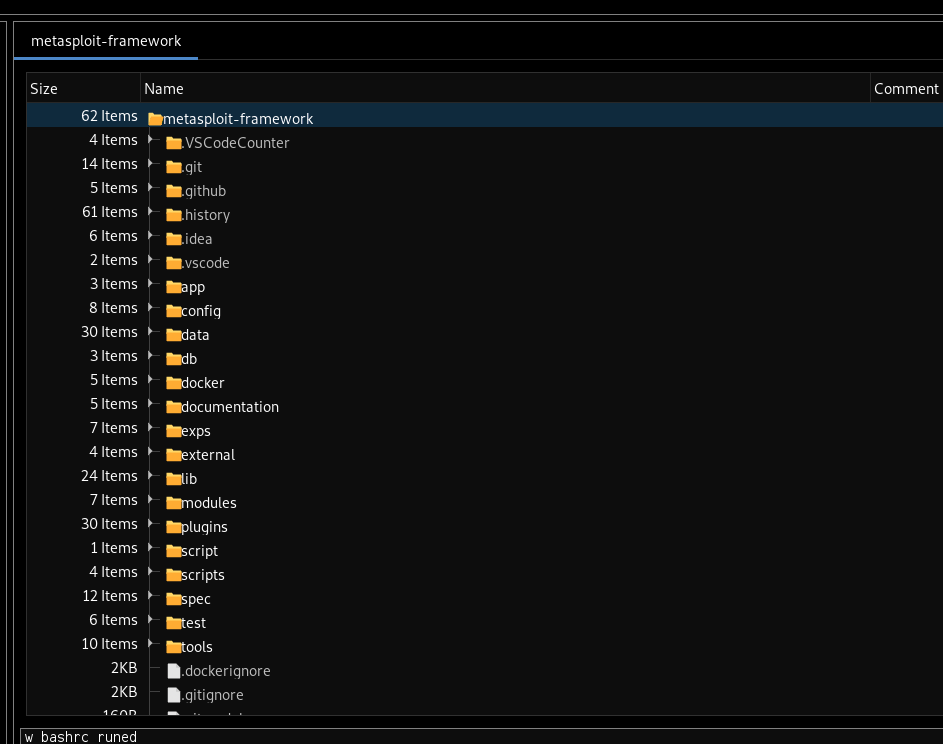 metasploit-framework
Size Name Comment
62 Items metasploit-framework
4 Items .VSCodeCounter
14 Items .git
5 Items .github
61 Items .history
6 Items .idea
2 Items .vscode
3 Items app
8 Items config
30 Items data
3 Items db
5 Items docker
5 Items documentation
7 Items exps
4 Items external
24 Items lib
7 Items modules
30 Items plugins
1 Items script
4 Items scripts
12 Items spec
6 Items test
10 Items tools
2KB .dockerignore
2KB .gitignore
w bashrc runed